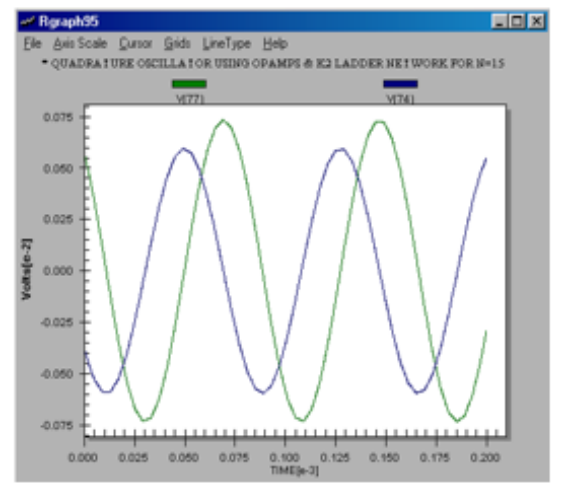 Rgraph95
File Axis Scale Cursor Grids LineType Help
* QUADRATURE OSCILLATOR USING OPAMPS & K2 LADDER NETWORK FOR N=15
V(77) V(74)
0.075
0.050
0.025
0.000
-0.025
-0.050
-0.075
Volts[e-2]
0.000 0.025 0.050 0.075 0.100 0.125 0.150 0.175 0.200
TIME[e-3]